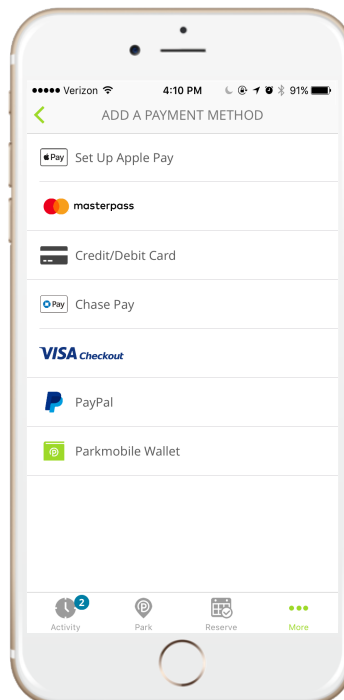 Verizon 4:10 PM 91%
ADD A PAYMENT METHOD
Pay Set Up Apple Pay
masterpass
Credit/Debit Card
Pay Chase Pay
VISA Checkout
PayPal
Parkmobile Wallet
2
Activity Park Reserve More